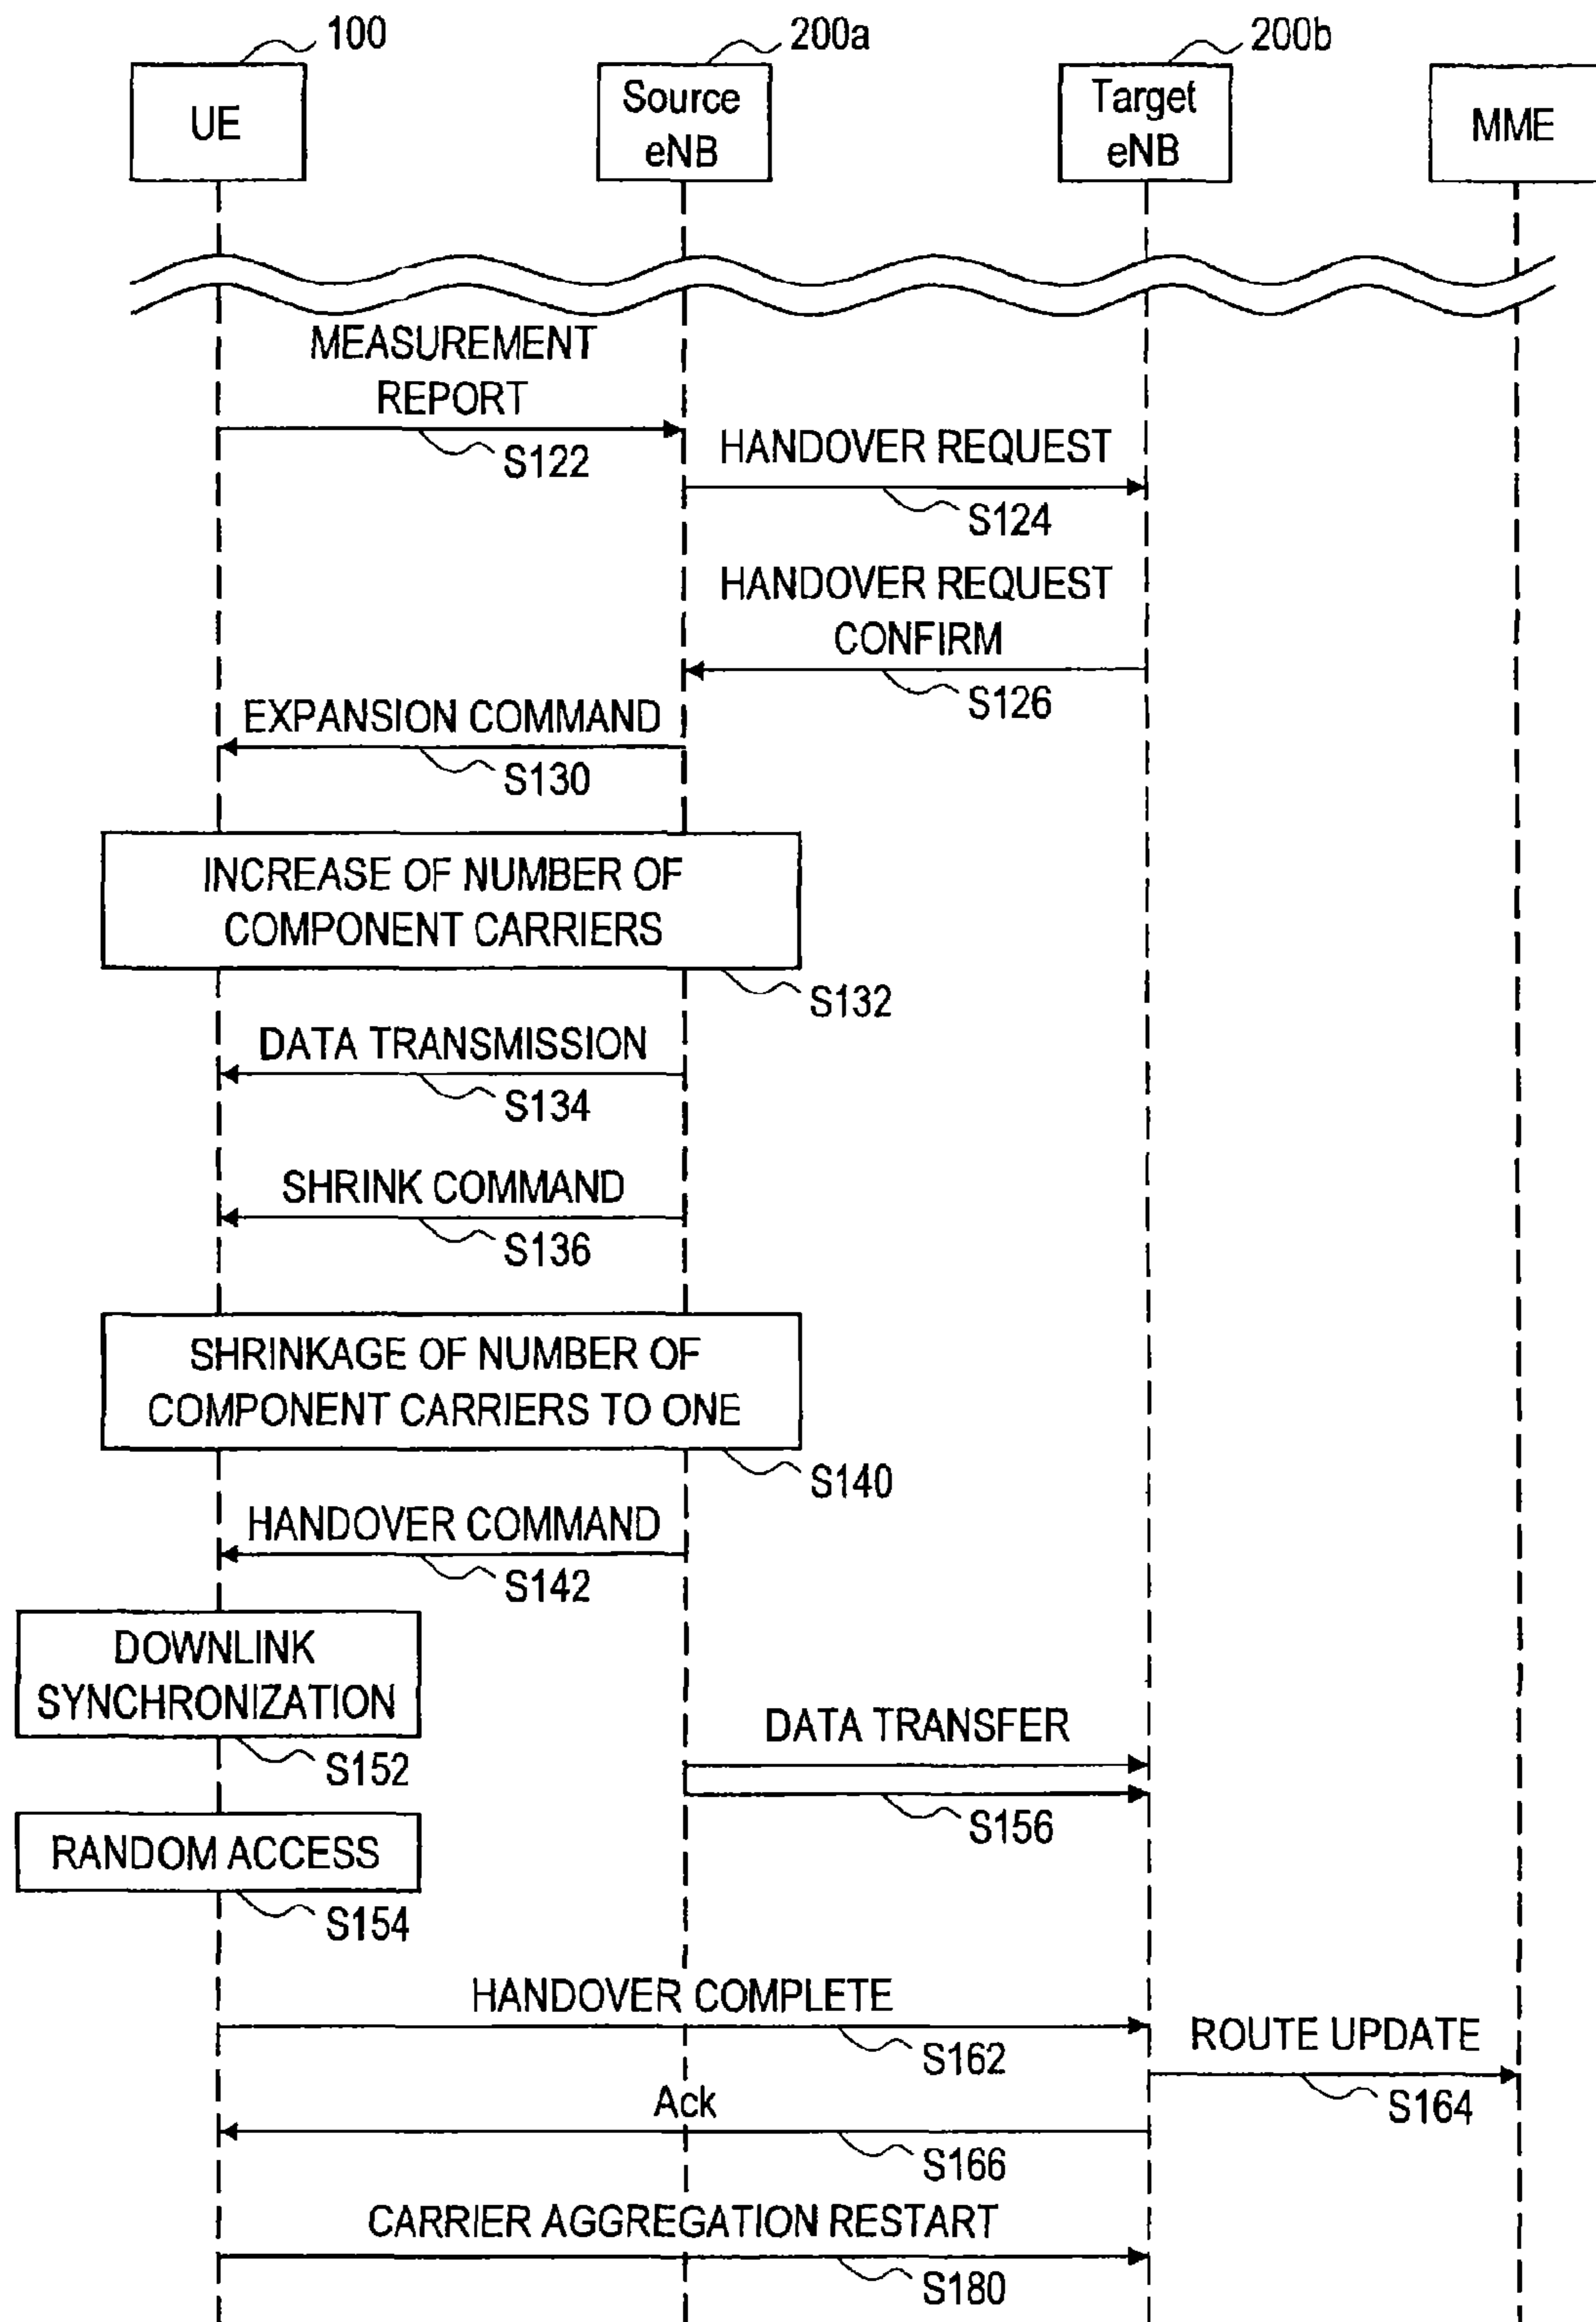 100
200a
200b
UE
Source
eNB
Target
eNB
MME
MEASUREMENT
REPORT
S122
HANDOVER REQUEST
S124
HANDOVER REQUEST
CONFIRM
S126
EXPANSION COMMAND
S130
INCREASE OF NUMBER OF
COMPONENT CARRIERS
S132
DATA TRANSMISSION
S134
SHRINK COMMAND
S136
SHRINKAGE OF NUMBER OF
COMPONENT CARRIERS TO ONE
S140
HANDOVER COMMAND
S142
DOWNLINK
SYNCHRONIZATION
S152
DATA TRANSFER
S156
RANDOM ACCESS
S154
HANDOVER COMPLETE
S162
ROUTE UPDATE
S164
Ack
S166
CARRIER AGGREGATION RESTART
S180